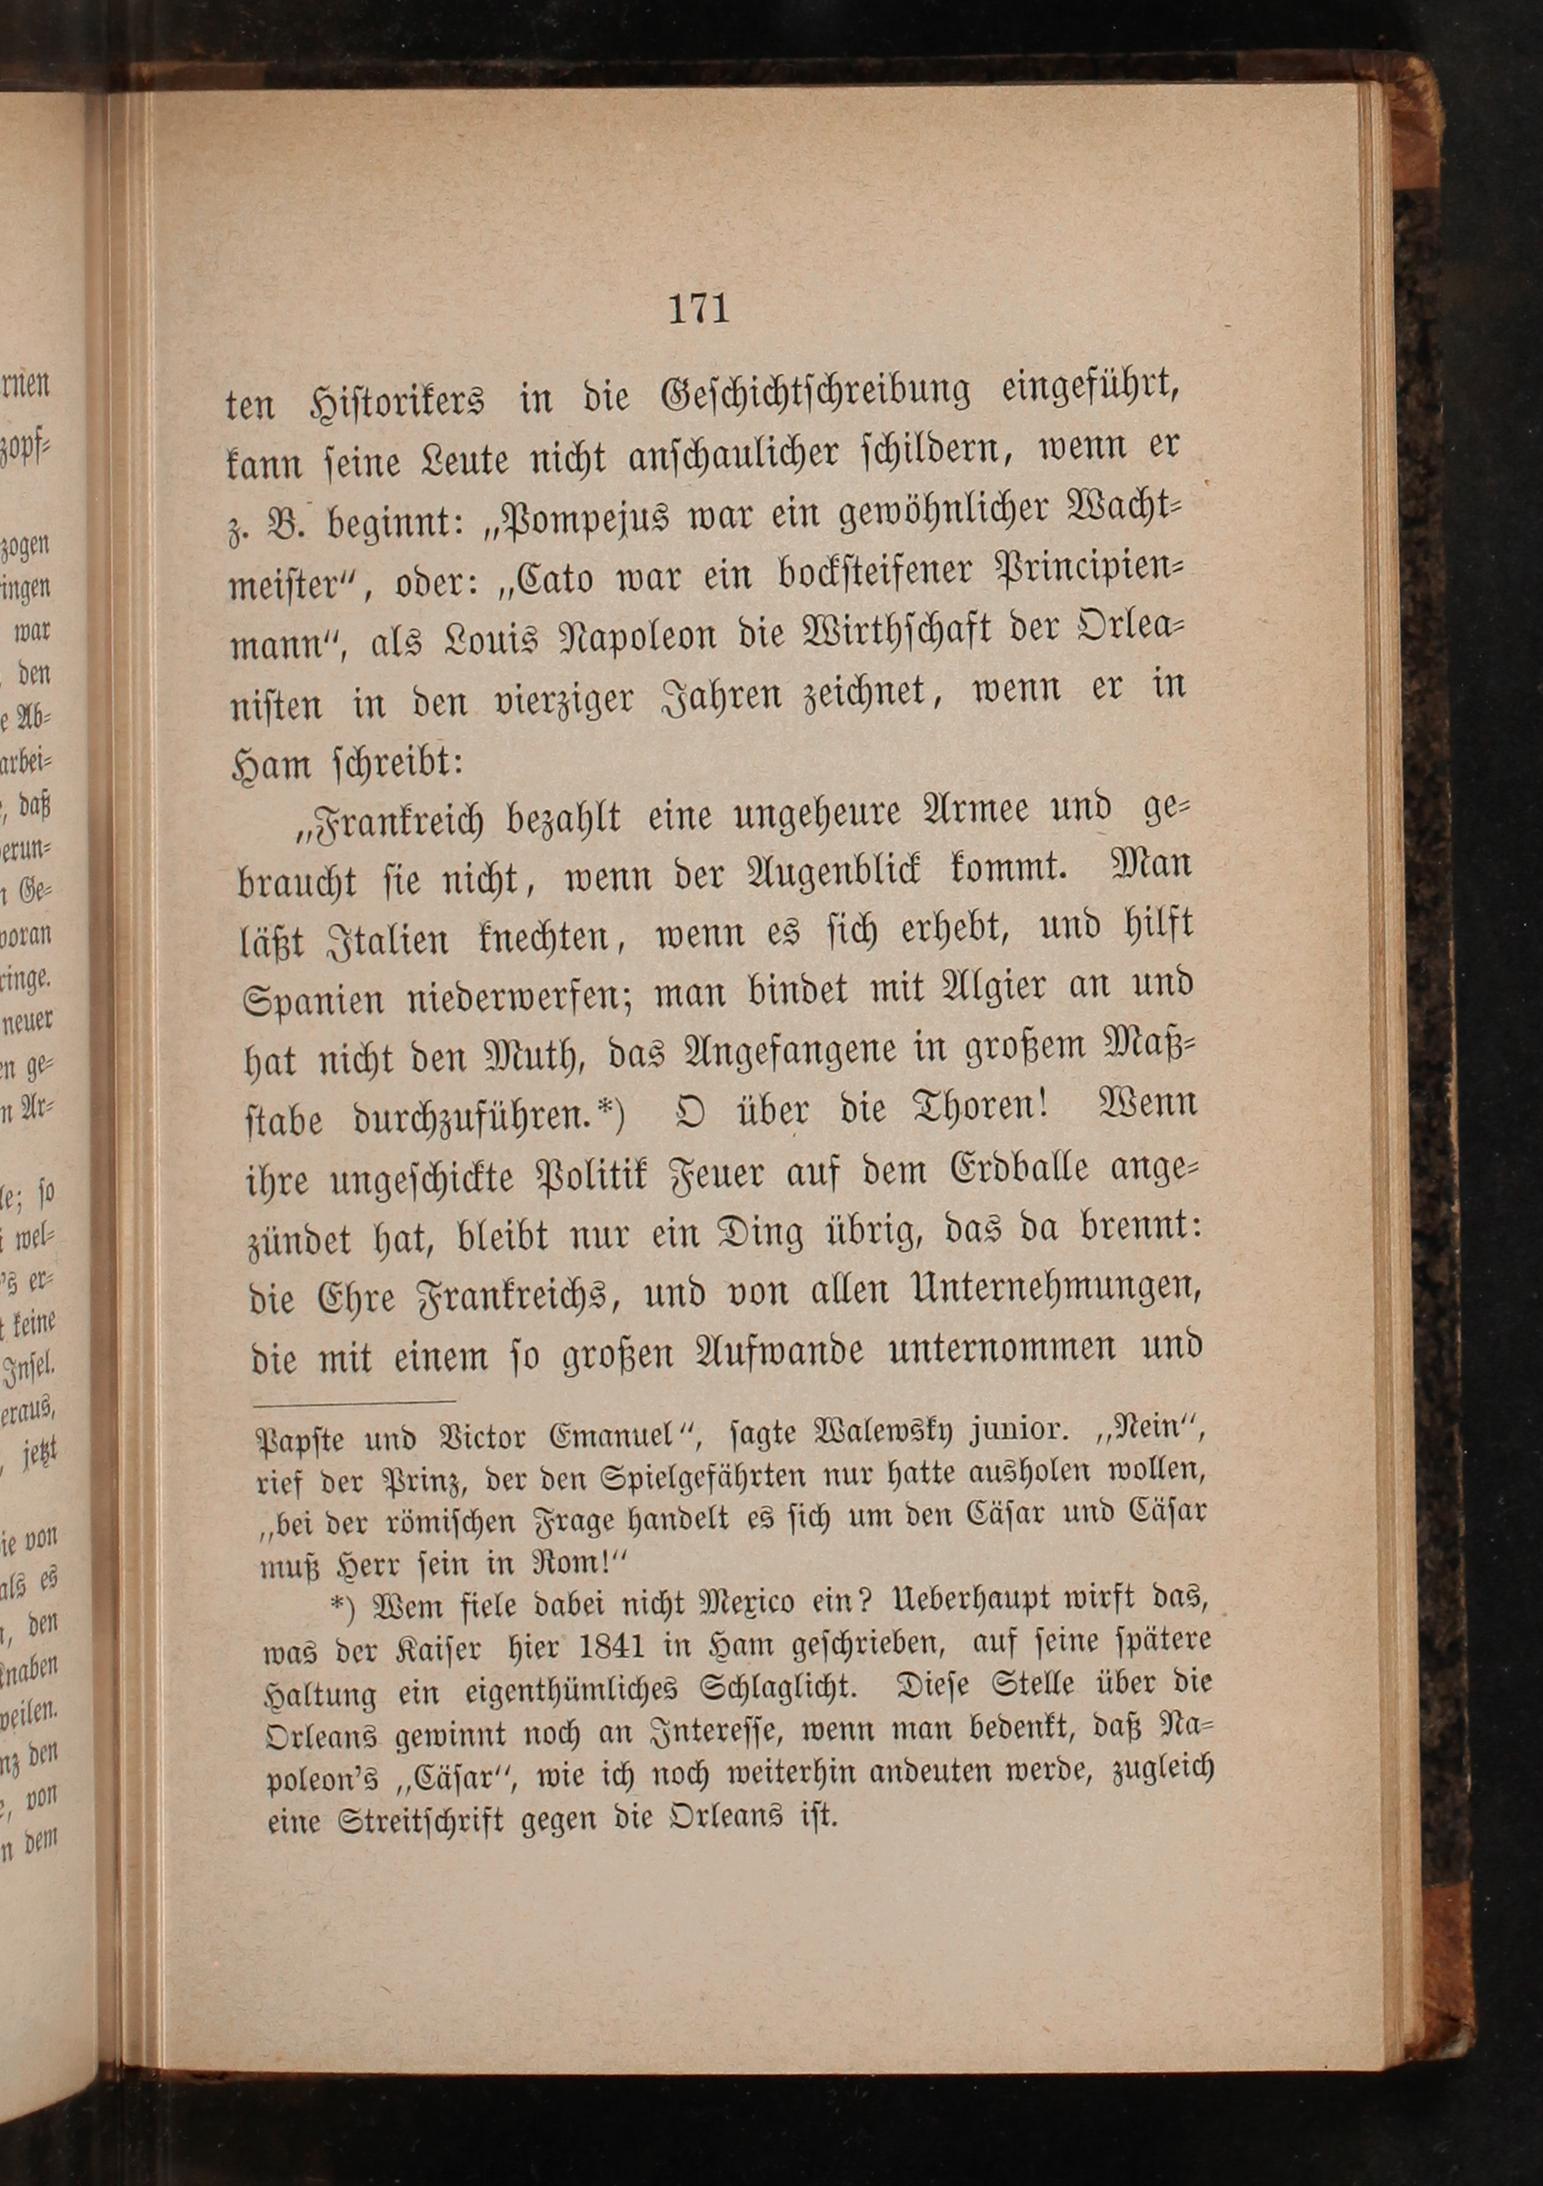 171
ten Hiſtorikers in die Geſchichtſchreibung eingeführt,
kann ſeine Leute nicht anſchaulicher ſchildern, wenn er
z. B. beginnt: „Pompejus war ein gewöhnlicher Wacht⸗
meiſter“, oder: „Cato war ein bockſteifener Principien⸗
mann“, als Louis Napoleon die Wirthſchaft der Orlea⸗
niſten in den vierziger Jahren zeichnet, wenn er in
Ham ſchreibt:
„Frankreich bezahlt eine ungeheure Armee und ge⸗
braucht ſie nicht, wenn der Augenblick kommt. Man
läßt Italien knechten, wenn es ſich erhebt, und hilft
Spanien niederwerfen; man bindet mit Algier an und
hat nicht den Muth, das Angefangene in großem Maß⸗
ſtabe durchzuführen.*) O über die Thoren! Wenn
ihre ungeſchickte Politik Feuer auf dem Erdballe ange⸗
zündet hat, bleibt nur ein Ding übrig, das da brennt:
die Ehre Frankreichs, und von allen Unternehmungen,
die mit einem ſo großen Aufwande unternommen und
Papſte und Victor Emanuel“, ſagte Walewsky junior. „Nein“,
rief der Prinz, der den Spielgefährten nur hatte ausholen wollen,
„bei der römiſchen Frage handelt es ſich um den Cäſar und Cäſar
muß Herr ſein in Rom!“
*) Wem fiele dabei nicht Mexico ein? Ueberhaupt wirft das,
was der Kaiſer hier 1841 in Ham geſchrieben, auf ſeine ſpätere
Haltung ein eigenthümliches Schlaglicht. Dieſe Stelle über die
Orleans gewinnt noch an Intereſſe, wenn man bedenkt, daß Na⸗
poleon's „Cäſar“, wie ich noch weiterhin andeuten werde, zugleich
eine Streitſchrift gegen die Orleans iſt.